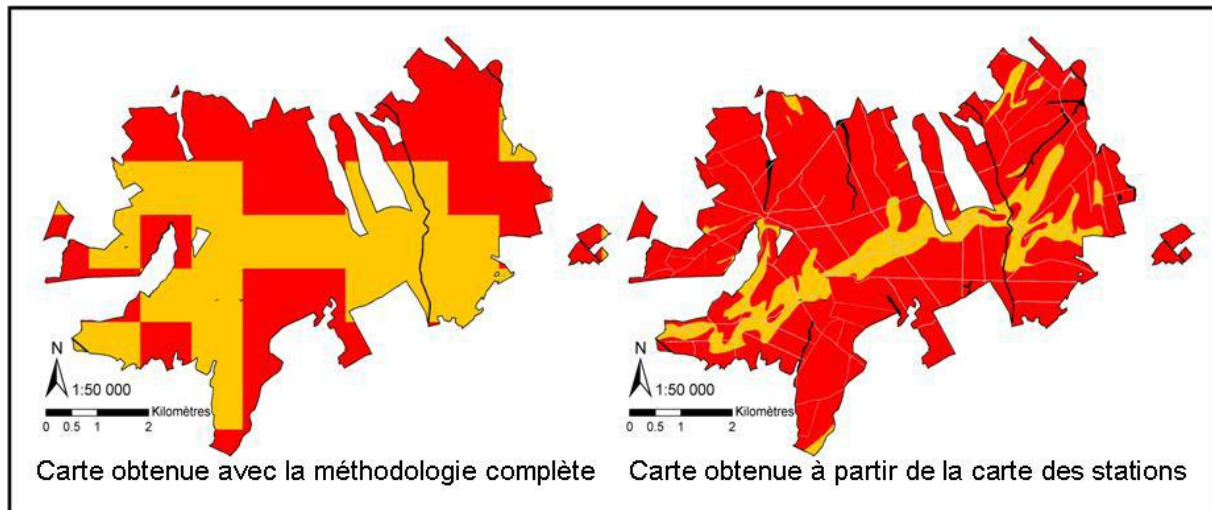 N
1:50 000
Kilomètres
0 0.5 1 2
Carte obtenue avec la méthodologie complète
N
1:50 000
Kilomètres
0 0.5 1 2
Carte obtenue à partir de la carte des stations